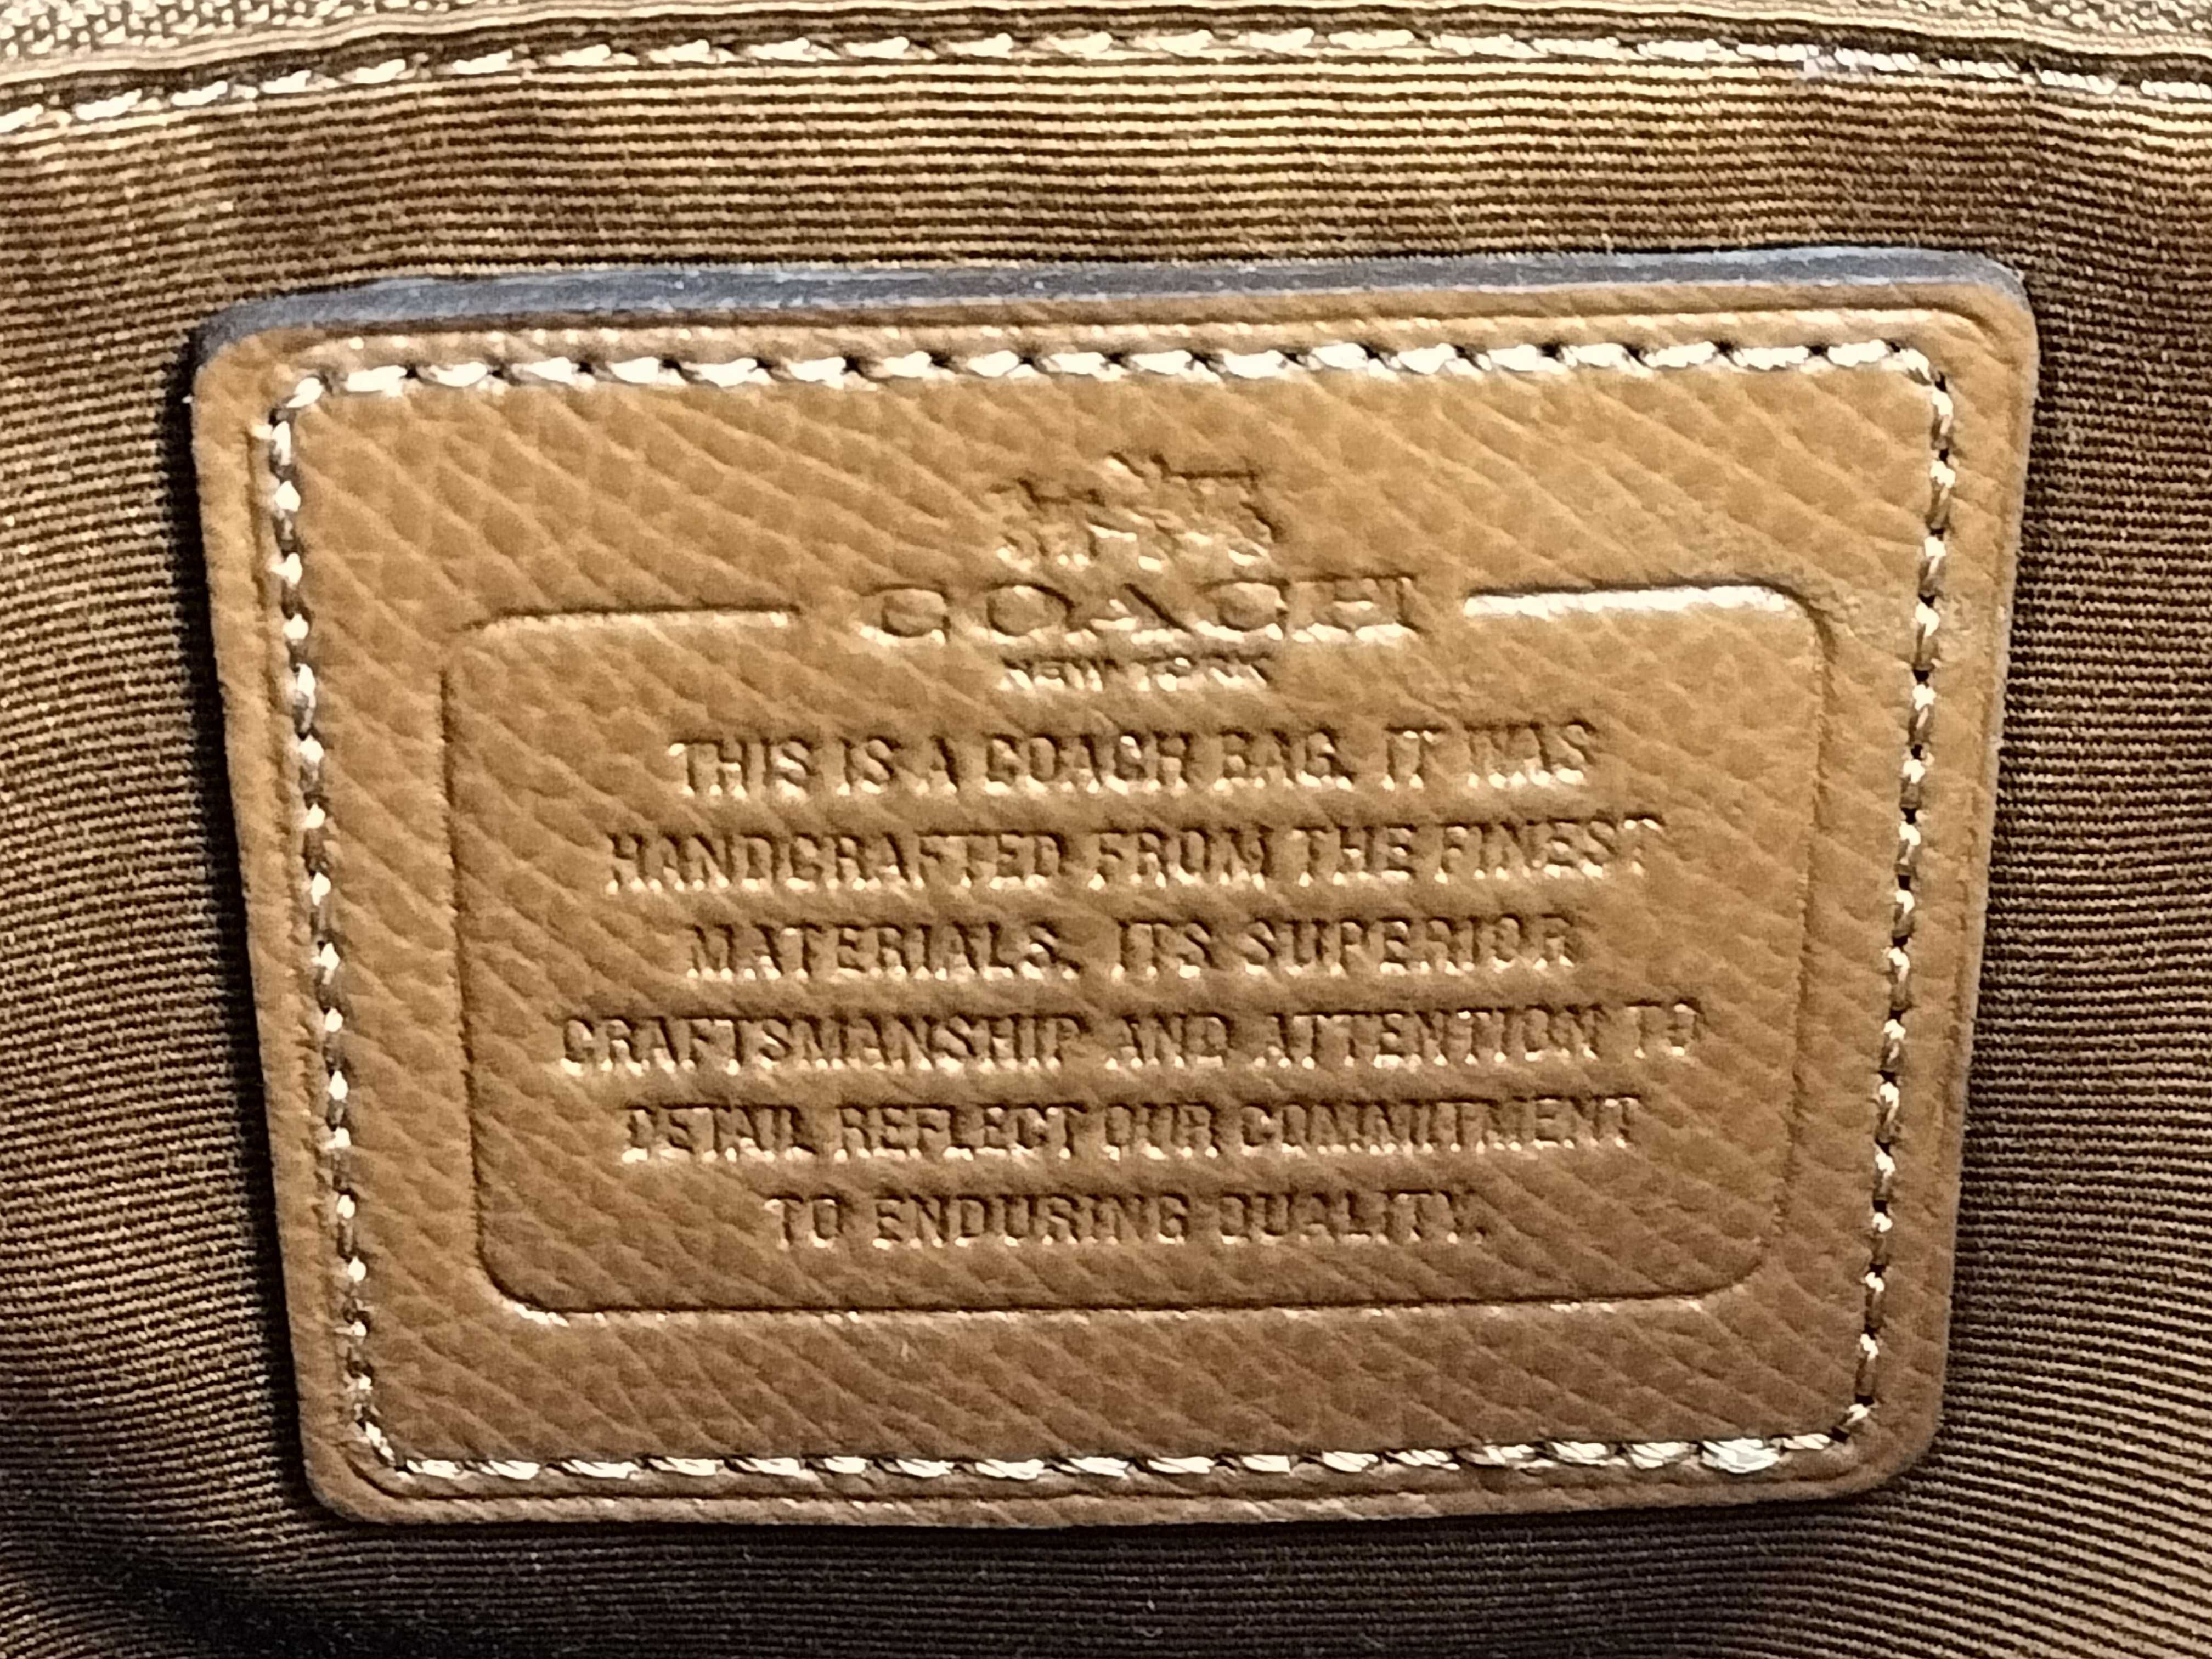 COACH
NEW YORK
THIS IS A COACH BAG. IT WAS
HANDCRAFTED FROM THE FINEST
MATERIALS. ITS SUPERIOR
CRAFTSMANSHIP AND ATTENTION TO
DETAIL REFLECT OUR COMMITMENT
TO ENDURING QUALITY.